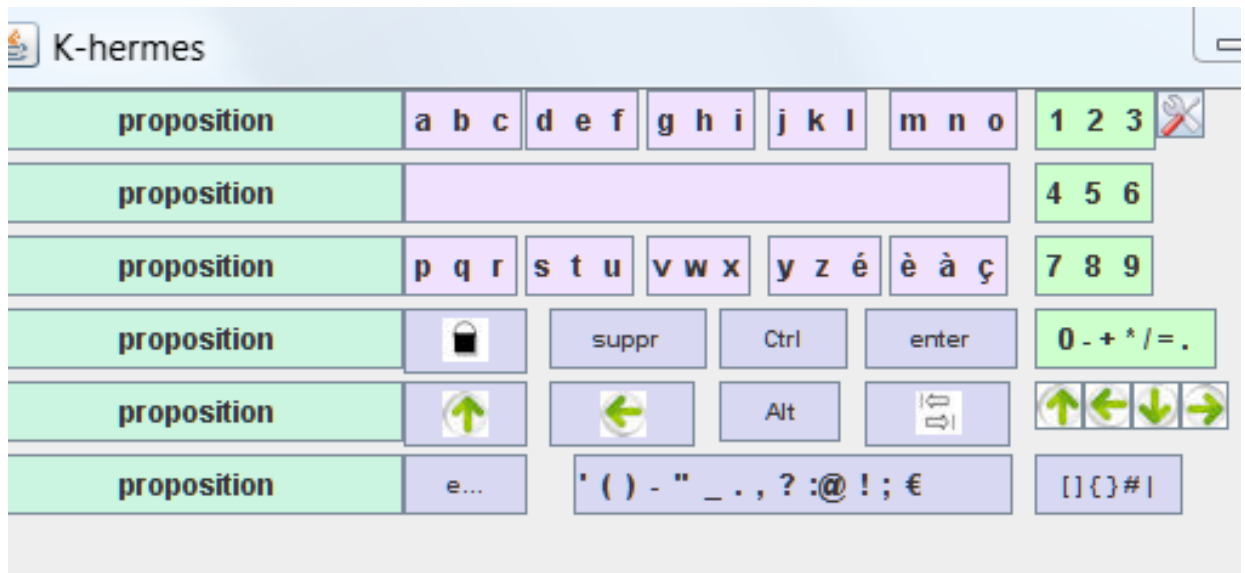 K-hermes
proposition a b c d e f g h i j k l m n o 1 2 3
proposition 4 5 6
proposition p q r s t u v w x y z é è à ç 7 8 9
proposition suppr Ctrl enter 0 - + * / = .
proposition Alt
proposition e... ' ( ) - " _ . , ? : @ ! ; € [ ] { } # |